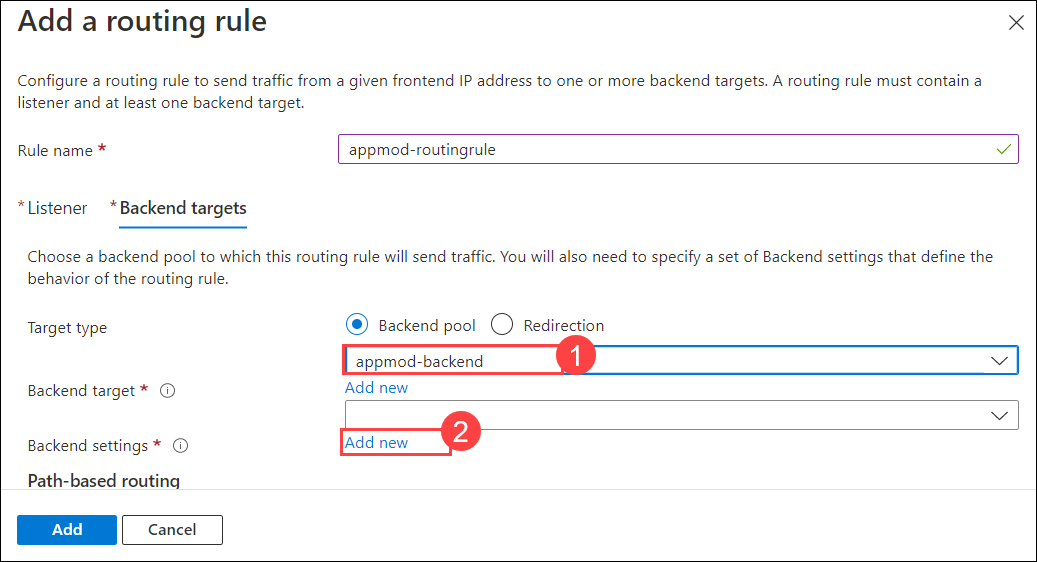 Add a routing rule
Configure a routing rule to send traffic from a given frontend IP address to one or more backend targets. A routing rule must contain a
listener and at least one backend target.
Rule name *
appmod-routingrule
* Listener * Backend targets
Choose a backend pool to which this routing rule will send traffic. You will also need to specify a set of Backend settings that define the
behavior of the routing rule.
Target type
Backend pool Redirection
appmod-backend 1
Backend target *
Add new
2
Backend settings *
Add new
Path-based routing
Add Cancel